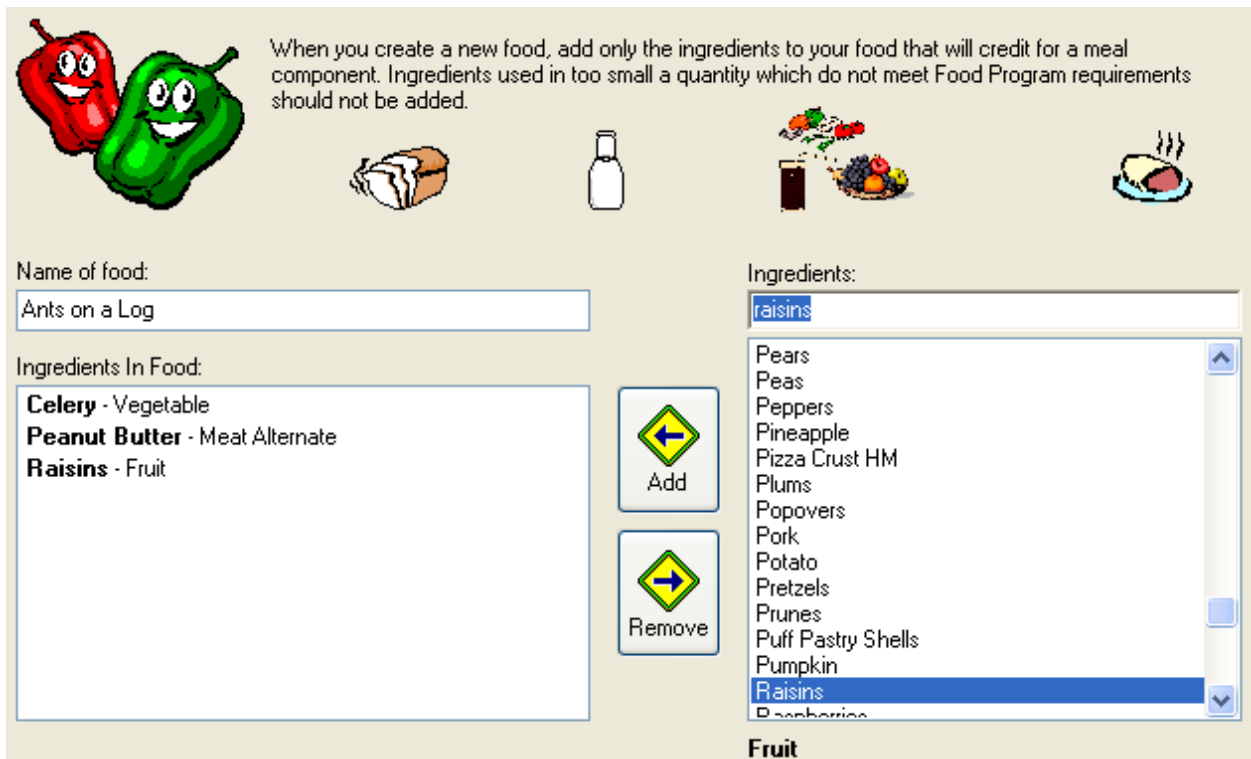 When you create a new food, add only the ingredients to your food that will credit for a meal
component. Ingredients used in too small a quantity which do not meet Food Program requirements
should not be added.
Name of food:
Ants on a Log
Ingredients In Food:
Celery - Vegetable
Peanut Butter - Meat Alternate
Raisins - Fruit
Add
Remove
Ingredients:
raisins
Pears
Peas
Peppers
Pineapple
Pizza Crust HM
Plums
Popovers
Pork
Potato
Pretzels
Prunes
Puff Pastry Shells
Pumpkin
Raisins
Raspberries
Fruit